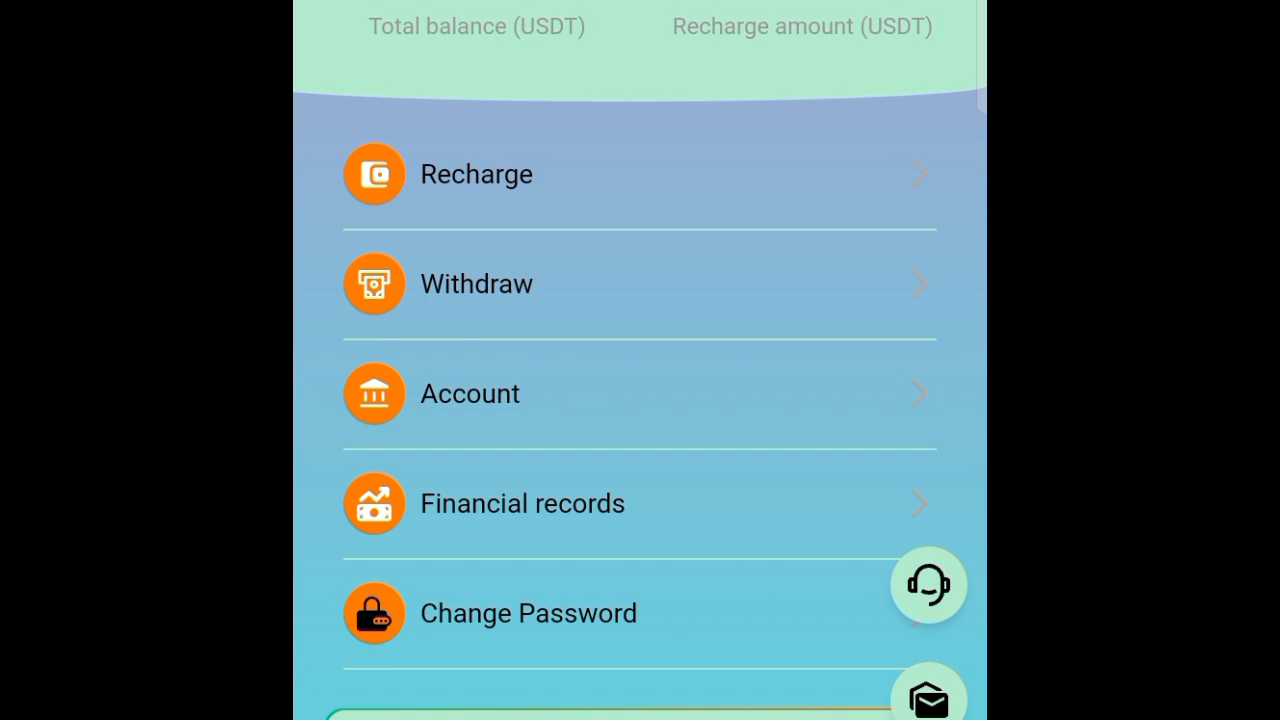 Total balance (USDT) Recharge amount (USDT)
Recharge
Withdraw
Account
Financial records
Change Password